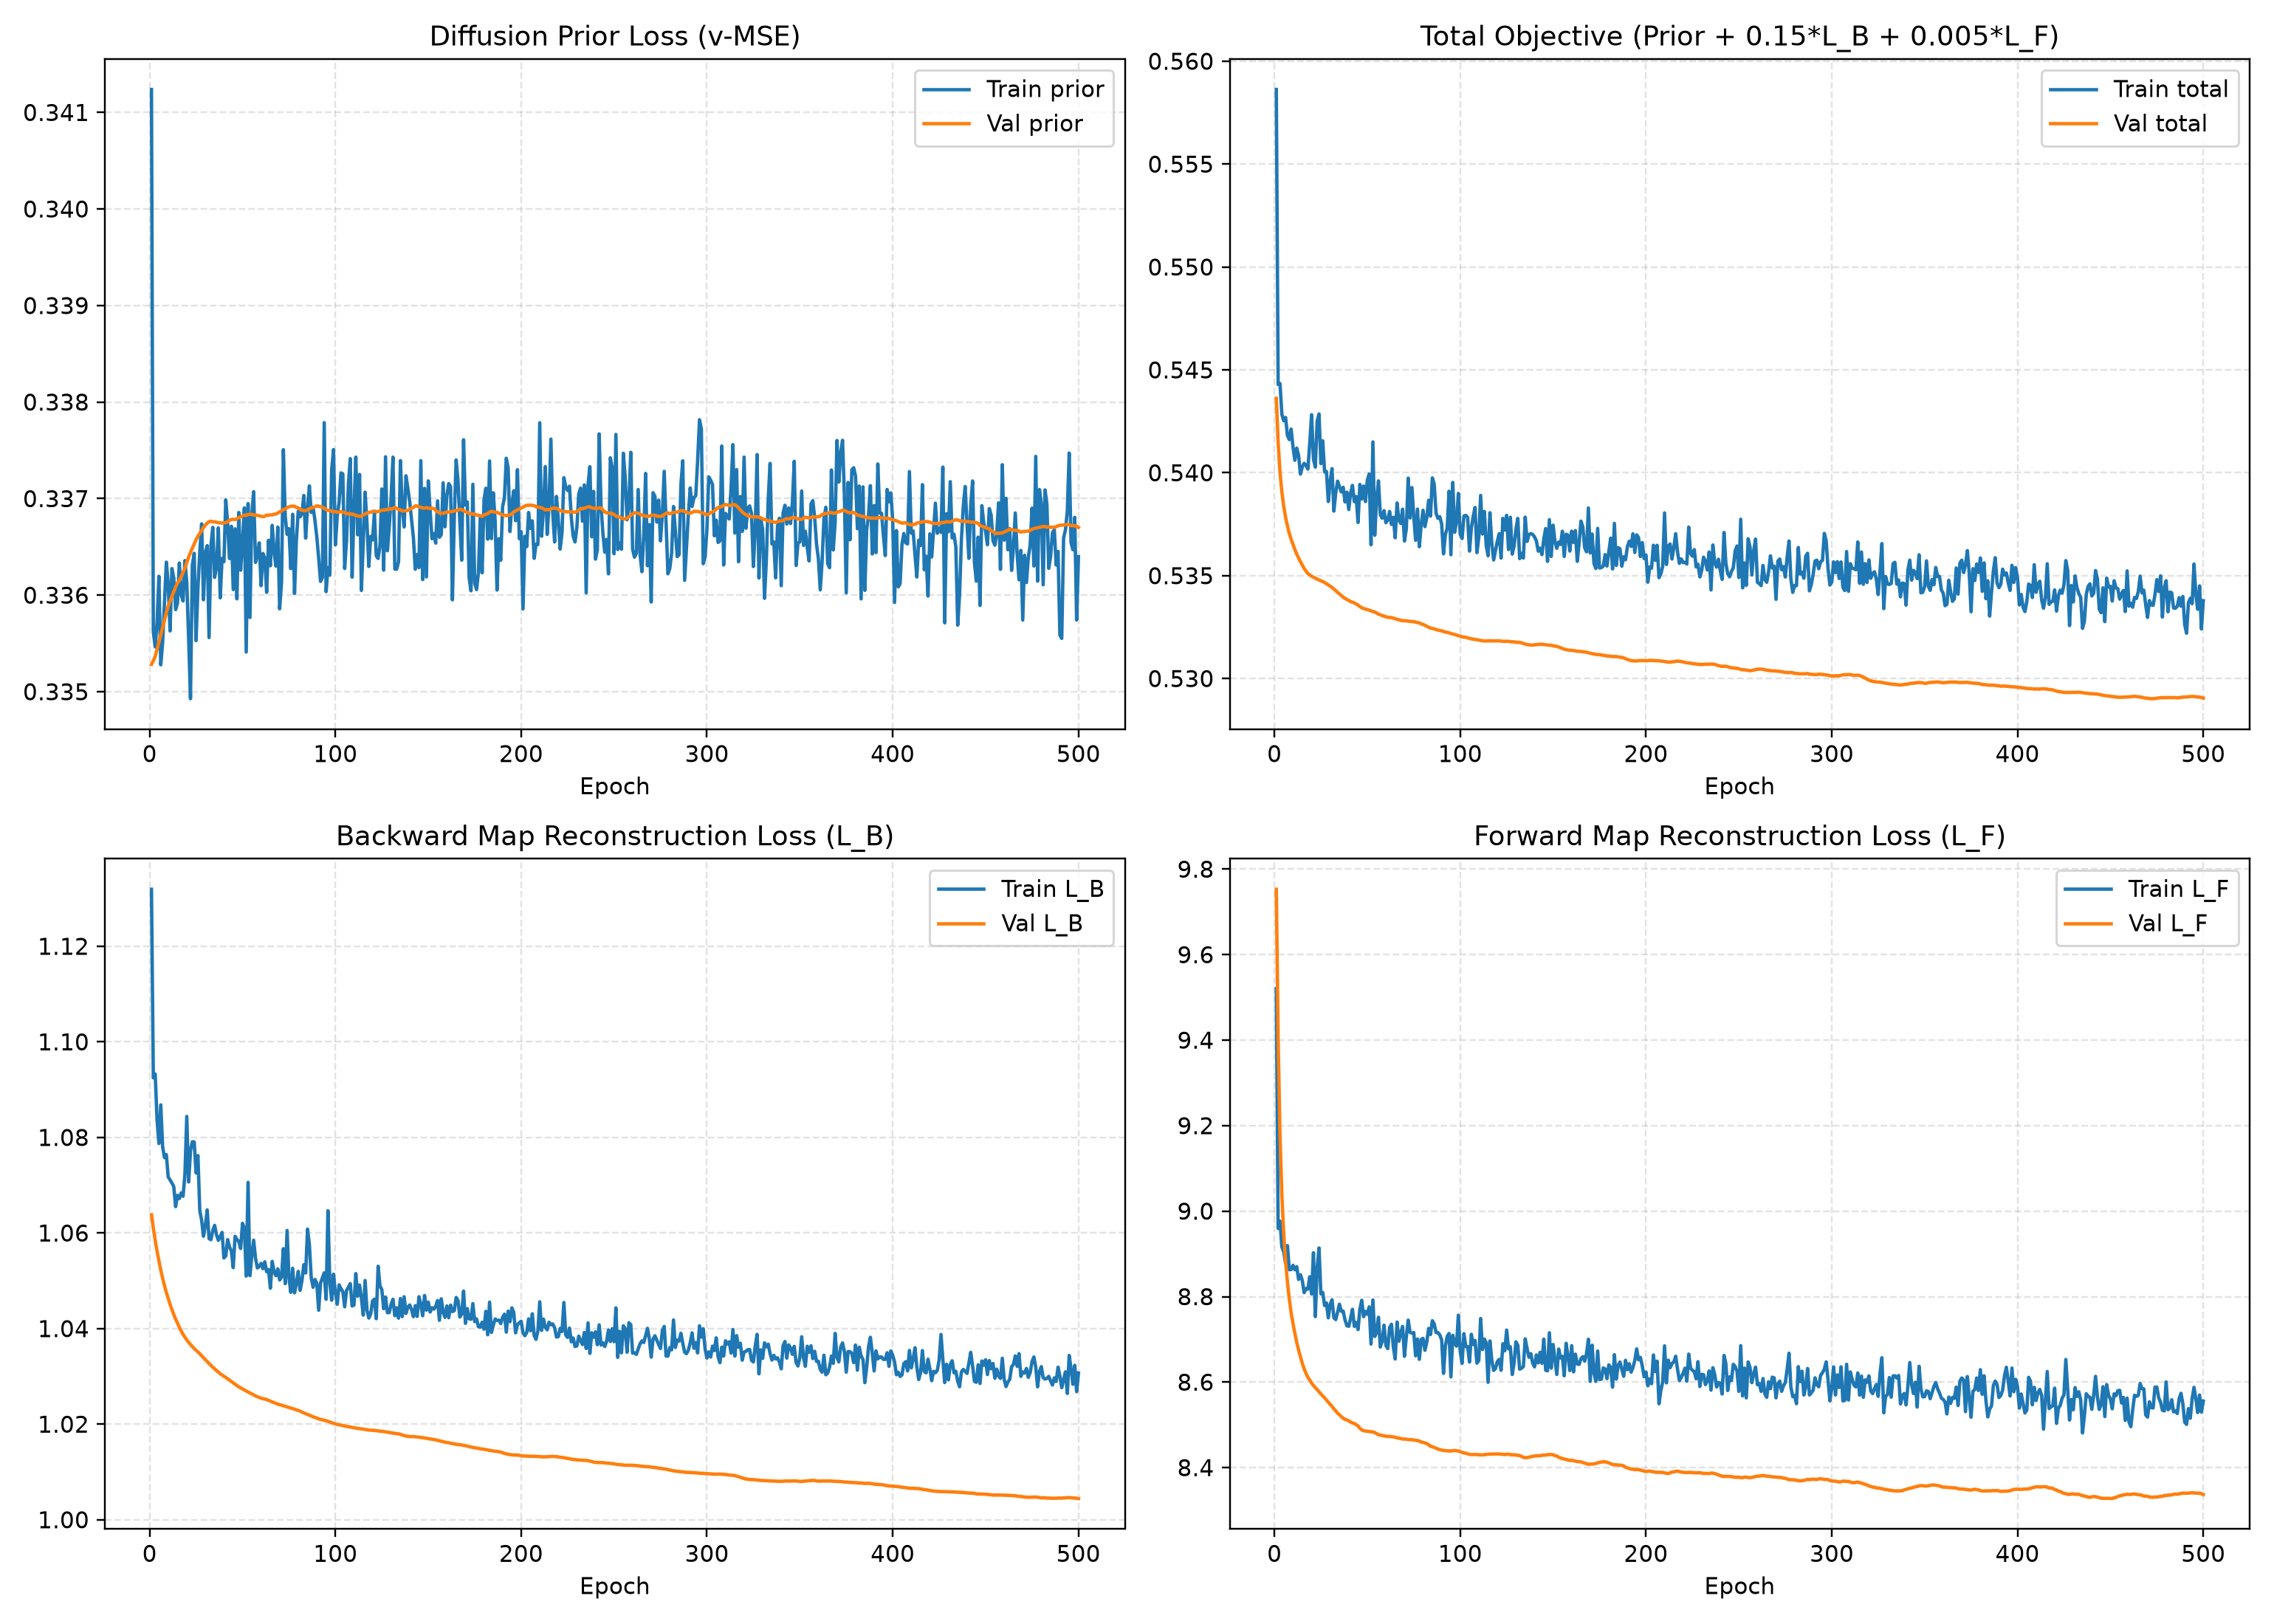 Diffusion Prior Loss (v-MSE)
0.341
0.340
0.339
0.338
0.337
0.336
0.335
0 100 200 300 400 500
Epoch
Train prior
Val prior
Total Objective (Prior + 0.15*L_B + 0.005*L_F)
0.560
0.555
0.550
0.545
0.540
0.535
0.530
0 100 200 300 400 500
Epoch
Train total
Val total
Backward Map Reconstruction Loss (L_B)
1.12
1.10
1.08
1.06
1.04
1.02
1.00
0 100 200 300 400 500
Epoch
Train L_B
Val L_B
Forward Map Reconstruction Loss (L_F)
9.8
9.6
9.4
9.2
9.0
8.8
8.6
8.4
0 100 200 300 400 500
Epoch
Train L_F
Val L_F